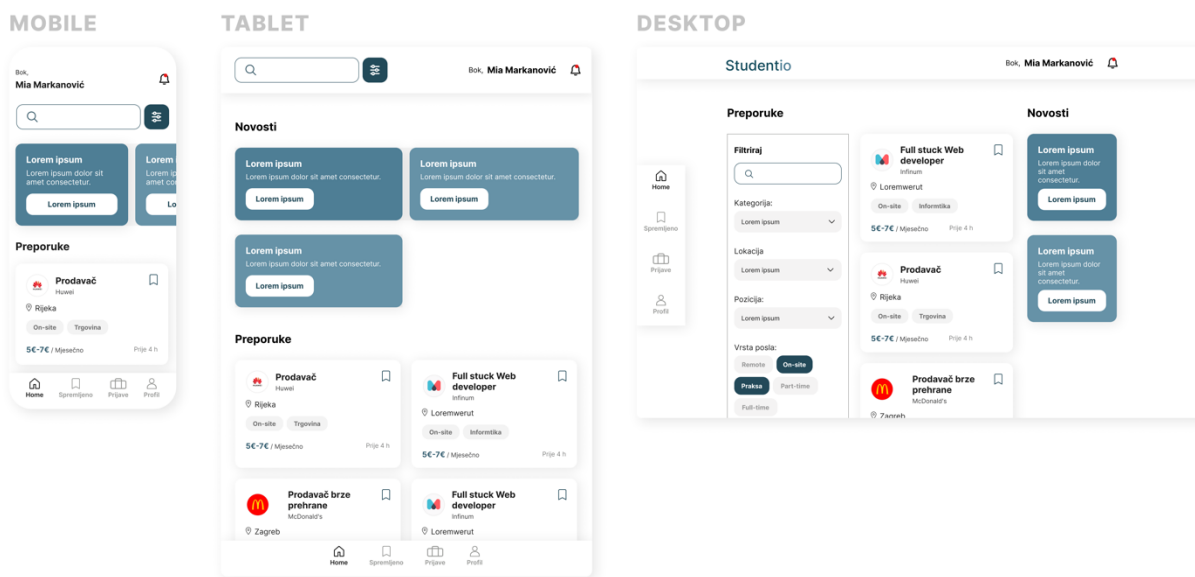 MOBILE
Bok,
Mia Markanović
Lorem ipsum
Lorem ipsum dolor sit
amet consectetur.
Lorem ipsum
Lorem i
Lorem ip
amet co
Lo
Preporuke
Prodavač
Huwei
Rijeka
On-site
Trgovina
5€-7€ / Mjesečno
Prije 4 h
Home
Spremljeno
Prijave
Profil
TABLET
Bok, Mia Markanović
Novosti
Lorem ipsum
Lorem ipsum dolor sit amet consectetur.
Lorem ipsum
Lorem ipsum
Lorem ipsum dolor sit amet consectetur.
Lorem ipsum
Lorem ipsum
Lorem ipsum dolor sit amet consectetur.
Lorem ipsum
Preporuke
Prodavač
Huwei
Rijeka
On-site
Trgovina
5€-7€ / Mjesečno
Prije 4 h
Full stuck Web
developer
Infinum
Loremwerut
On-site
Informtika
5€-7€ / Mjesečno
Prije 4 h
Prodavač brze
prehrane
McDonald's
Zagreb
Full stuck Web
developer
Infinum
Loremwerut
Home
Spremljeno
Prijave
Profil
DESKTOP
Studentio
Bok, Mia Markanović
Home
Spremljeno
Prijave
Profil
Preporuke
Filtriraj
Kategorija:
Lorem ipsum
Lokacija
Lorem ipsum
Pozicija:
Lorem ipsum
Vrsta posla:
Remote
On-site
Praksa
Part-time
Full-time
Full stuck Web
developer
Infinum
Loremwerut
On-site
Informtika
5€-7€ / Mjesečno
Prije 4 h
Prodavač
Huwei
Rijeka
On-site
Trgovina
5€-7€ / Mjesečno
Prije 4 h
Prodavač brze
prehrane
McDonald's
Zagreb
Novosti
Lorem ipsum
Lorem ipsum dolor
sit amet
consectetur.
Lorem ipsum
Lorem ipsum
Lorem ipsum dolor
sit amet
consectetur.
Lorem ipsum